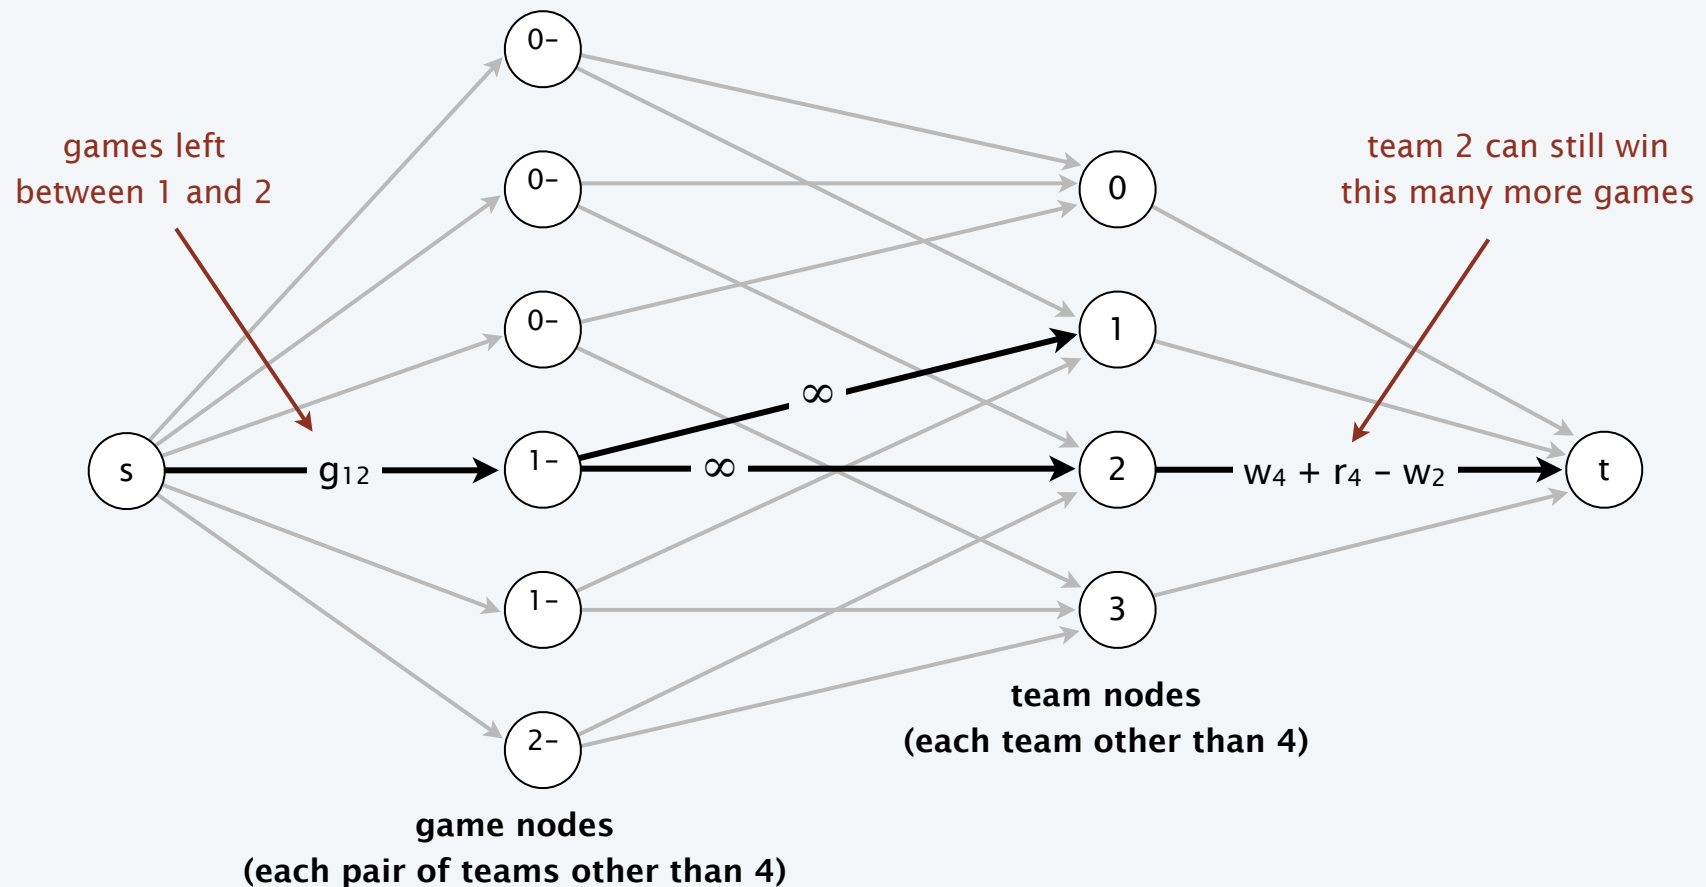 0–
games left
between 1 and 2
team 2 can still win
this many more games
0–
0
0–
1
∞
s
g12
1–
∞
2
w4 + r4 – w2
t
1–
3
team nodes
(each team other than 4)
2–
game nodes
(each pair of teams other than 4)